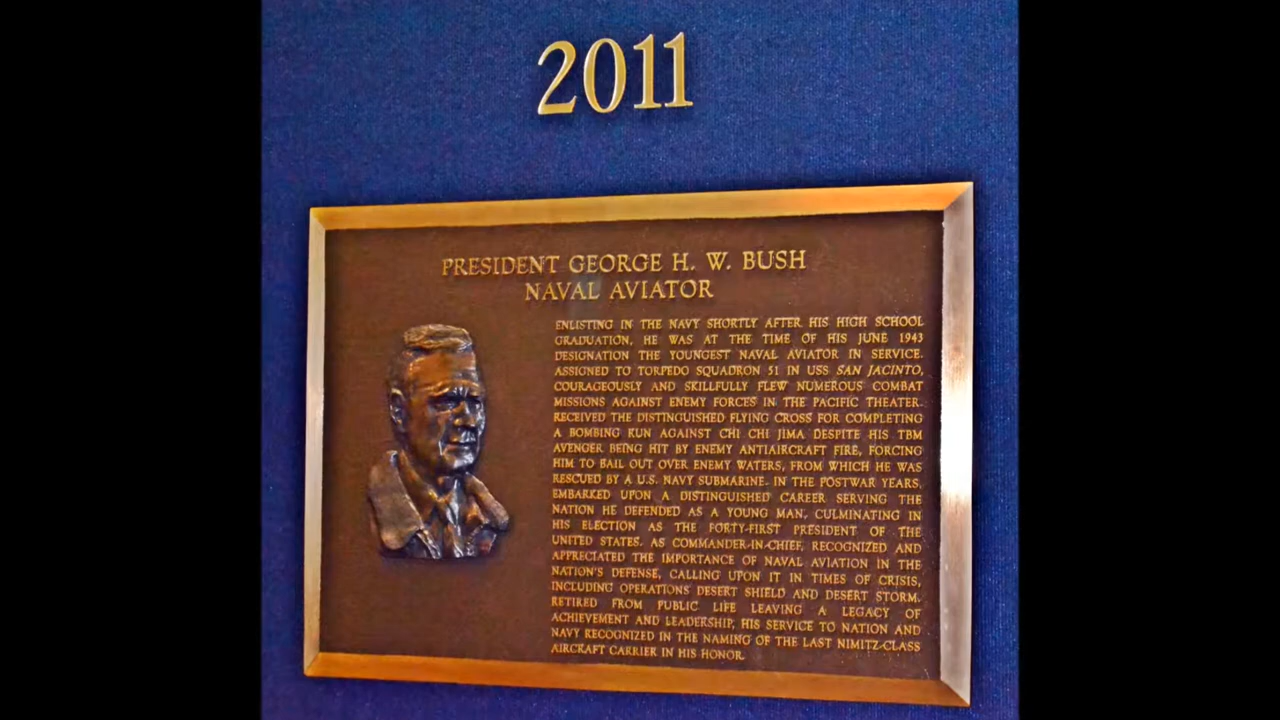 2011
PRESIDENT GEORGE H. W. BUSH
NAVAL AVIATOR
ENLISTING IN THE NAVY SHORTLY AFTER HIS HIGH SCHOOL
GRADUATION, HE WAS AT THE TIME OF HIS JUNE 1943
DESIGNATION THE YOUNGEST NAVAL AVIATOR IN SERVICE.
ASSIGNED TO TORPEDO SQUADRON 51 IN USS SAN JACINTO,
COURAGEOUSLY AND SKILLFULLY FLEW NUMEROUS COMBAT
MISSIONS AGAINST ENEMY FORCES IN THE PACIFIC THEATER.
RECEIVED THE DISTINGUISHED FLYING CROSS FOR COMPLETING
A BOMBING RUN AGAINST CHI CHI JIMA DESPITE HIS TBM
AVENGER BEING HIT BY ENEMY ANTIAIRCRAFT FIRE, FORCING
HIM TO BAIL OUT OVER ENEMY WATERS, FROM WHICH HE WAS
RESCUED BY A U.S. NAVY SUBMARINE. IN THE POSTWAR YEARS,
EMBARKED UPON A DISTINGUISHED CAREER SERVING THE
NATION HE DEFENDED AS A YOUNG MAN, CULMINATING IN
HIS ELECTION AS THE FORTY-FIRST PRESIDENT OF THE
UNITED STATES. AS COMMANDER-IN-CHIEF, RECOGNIZED AND
APPRECIATED THE IMPORTANCE OF NAVAL AVIATION IN THE
NATION'S DEFENSE, CALLING UPON IT IN TIMES OF CRISIS,
INCLUDING OPERATIONS DESERT SHIELD AND DESERT STORM.
RETIRED FROM PUBLIC LIFE LEAVING A LEGACY OF
ACHIEVEMENT AND LEADERSHIP, HIS SERVICE TO NATION AND
NAVY RECOGNIZED IN THE NAMING OF THE LAST NIMITZ-CLASS
AIRCRAFT CARRIER IN HIS HONOR.